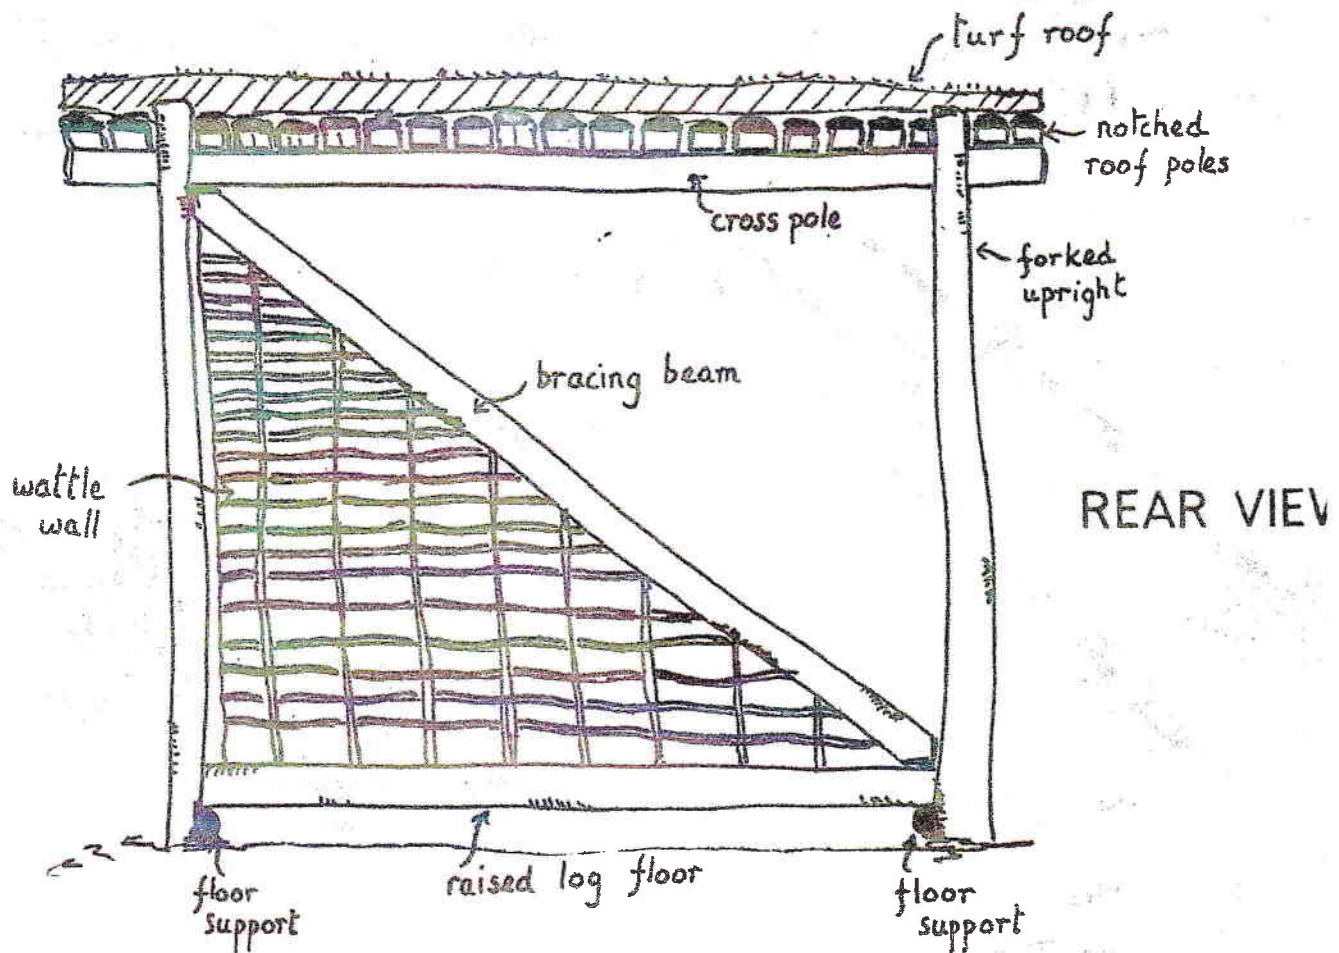 turf roof
notched
roof poles
cross pole
forked
upright
bracing beam
wattle
wall
REAR VIEW
raised log floor
floor
support
floor
support